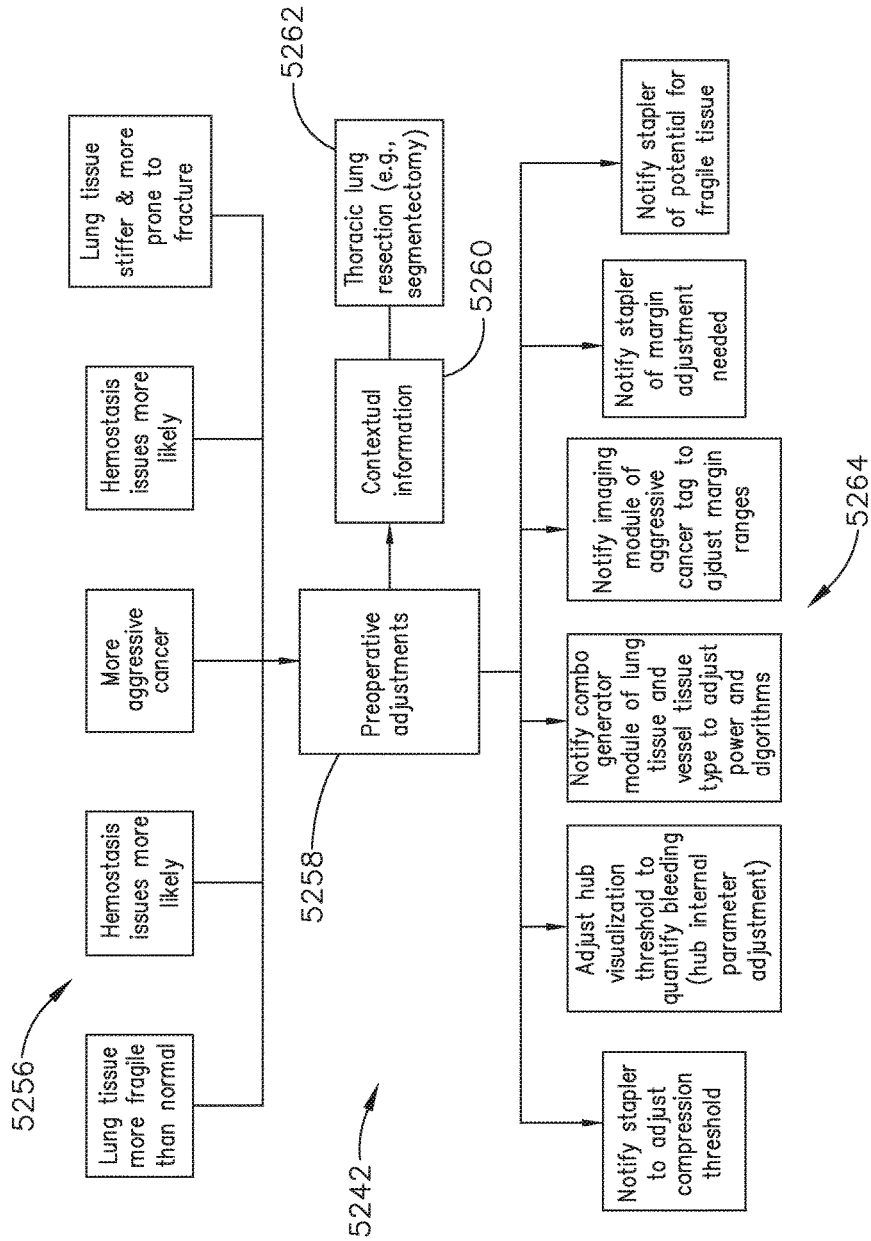 5256
Lung tissue
more fragile
than normal
Hemostasis
issues more
likely
More
aggressive
cancer
Hemostasis
issues more
likely
Lung tissue
stiffer & more
prone to
fracture
5242
5258
Preoperative
adjustments
Contextual
information
5260
Thoracic lung
resection (e.g.,
segmentectomy)
5262
Notify stapler
to adjust
compression
threshold
Adjust hub
visualization
threshold to
quantify bleeding
(hub internal
parameter
adjustment)
Notify combo
generator
module of lung
tissue and
vessel tissue
type to adjust
power and
algorithms
Notify imaging
module of
aggressive
cancer tag to
ajdust margin
ranges
Notify stapler
of margin
adjustment
needed
Notify stapler
of potential for
fragile tissue
5264